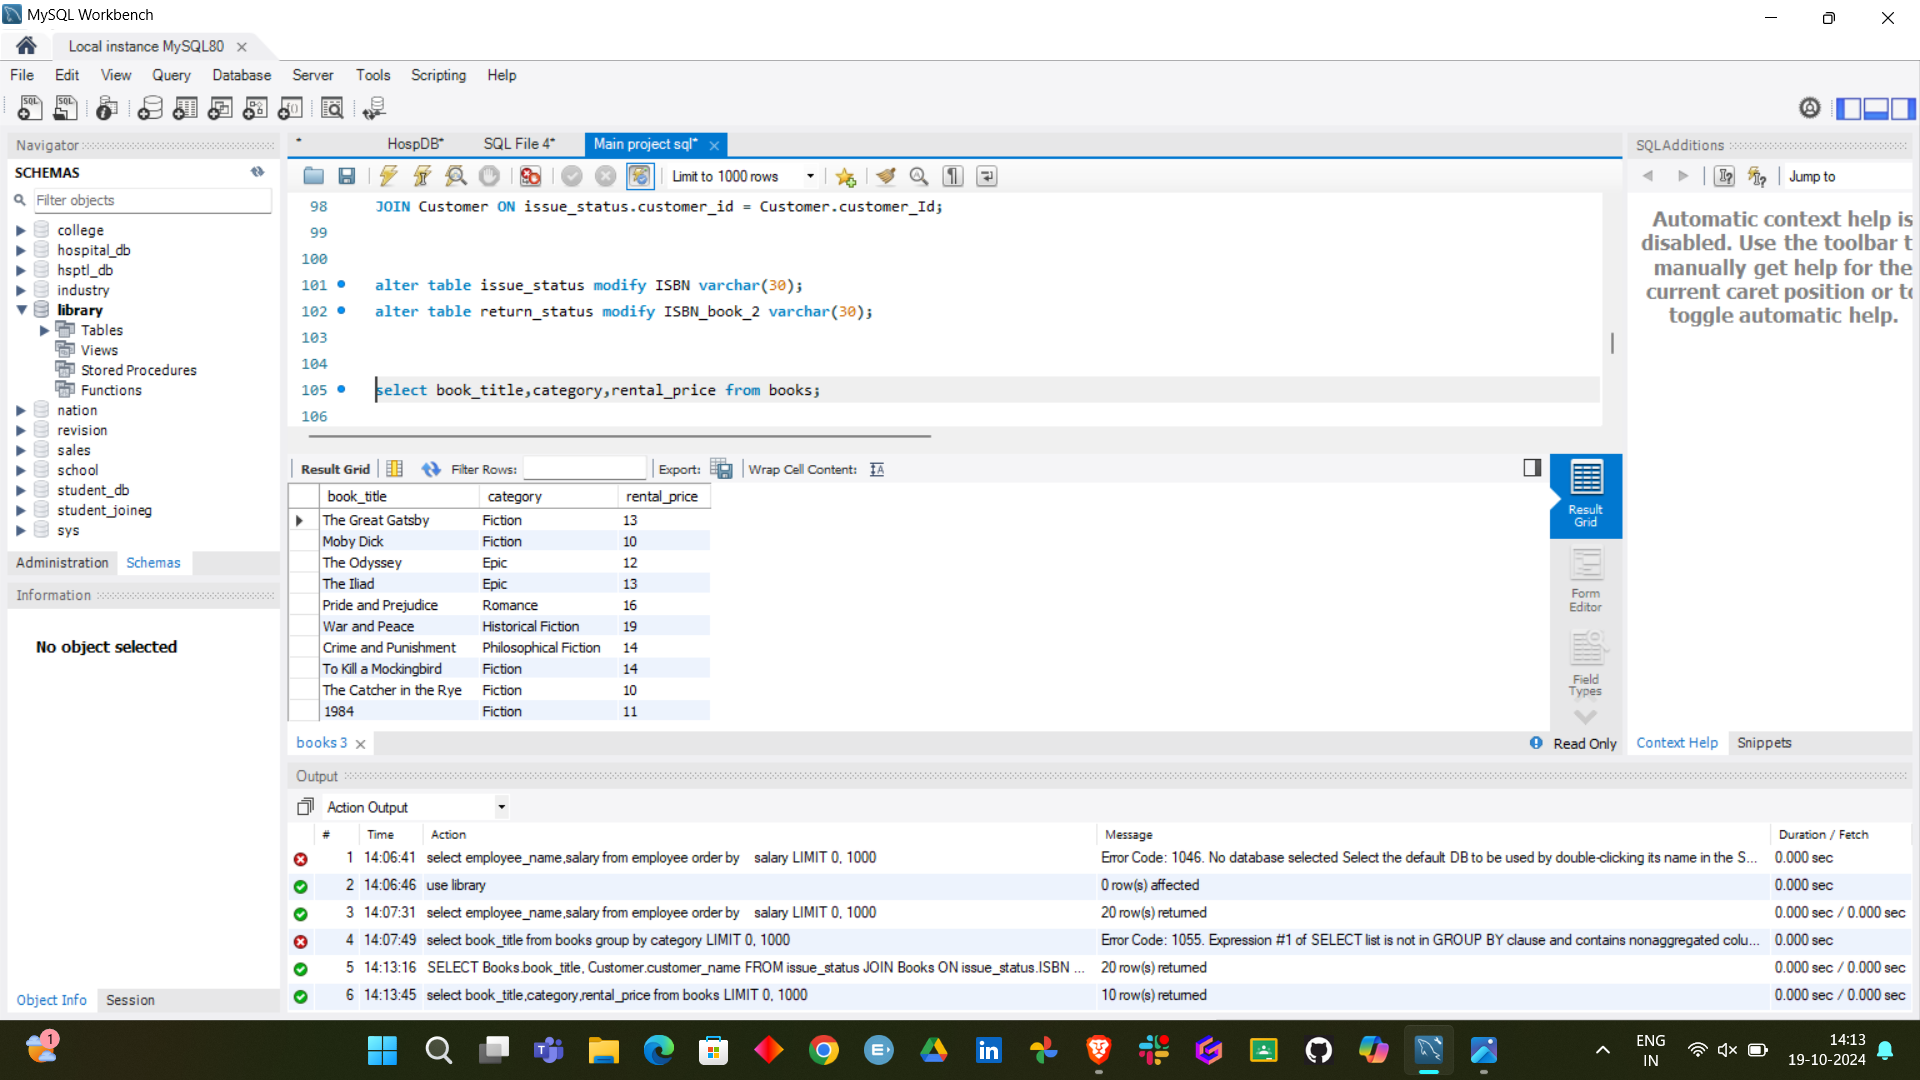 MySQL Workbench
Local instance MySQL80
File Edit View Query Database Server Tools Scripting Help
Navigator
SCHEMAS
Filter objects
college
hospital_db
hsptl_db
industry
library
Tables
Views
Stored Procedures
Functions
nation
revision
sales
school
student_db
student_joineg
sys
Administration Schemas
Information
No object selected
Object Info Session
* HospDB* SQL File 4* Main project sql*
Limit to 1000 rows
98 JOIN Customer ON issue_status.customer_id = Customer.customer_Id;
99
100
101 alter table issue_status modify ISBN varchar(30);
102 alter table return_status modify ISBN_book_2 varchar(30);
103
104
105 select book_title,category,rental_price from books;
106
Result Grid Filter Rows: Export: Wrap Cell Content:
book_title category rental_price
The Great Gatsby Fiction 13
Moby Dick Fiction 10
The Odyssey Epic 12
The Iliad Epic 13
Pride and Prejudice Romance 16
War and Peace Historical Fiction 19
Crime and Punishment Philosophical Fiction 14
To Kill a Mockingbird Fiction 14
The Catcher in the Rye Fiction 10
1984 Fiction 11
Result
Grid
Form
Editor
Field
Types
books 3
Read Only
SQLAdditions
Jump to
Automatic context help is
disabled. Use the toolbar t
manually get help for the
current caret position or to
toggle automatic help.
Context Help Snippets
Output
Action Output
# Time Action Message Duration / Fetch
1 14:06:41 select employee_name,salary from employee order by salary LIMIT 0, 1000 Error Code: 1046. No database selected Select the default DB to be used by double-clicking its name in the S... 0.000 sec
2 14:06:46 use library 0 row(s) affected 0.000 sec
3 14:07:31 select employee_name,salary from employee order by salary LIMIT 0, 1000 20 row(s) returned 0.000 sec / 0.000 sec
4 14:07:49 select book_title from books group by category LIMIT 0, 1000 Error Code: 1055. Expression #1 of SELECT list is not in GROUP BY clause and contains nonaggregated colu... 0.000 sec
5 14:13:16 SELECT Books.book_title, Customer.customer_name FROM issue_status JOIN Books ON issue_status.ISBN ... 20 row(s) returned 0.000 sec / 0.000 sec
6 14:13:45 select book_title,category,rental_price from books LIMIT 0, 1000 10 row(s) returned 0.000 sec / 0.000 sec
1
ENG
IN
14:13
19-10-2024